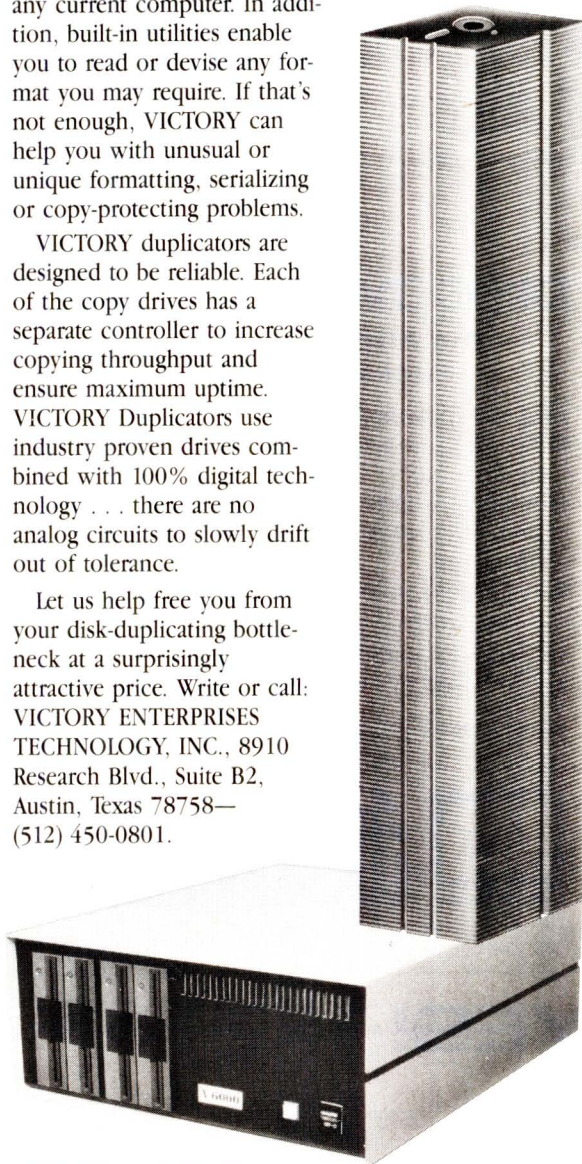 any current computer. In addi-
tion, built-in utilities enable
you to read or devise any for-
mat you may require. If that's
not enough, VICTORY can
help you with unusual or
unique formatting, serializing
or copy-protecting problems.
VICTORY duplicators are
designed to be reliable. Each
of the copy drives has a
separate controller to increase
copying throughput and
ensure maximum uptime.
VICTORY Duplicators use
industry proven drives com-
bined with 100% digital tech-
nology . . . there are no
analog circuits to slowly drift
out of tolerance.
Let us help free you from
your disk-duplicating bottle-
neck at a surprisingly
attractive price. Write or call:
VICTORY ENTERPRISES
TECHNOLOGY, INC., 8910
Research Blvd., Suite B2,
Austin, Texas 78758—
(512) 450-0801.
V 6000